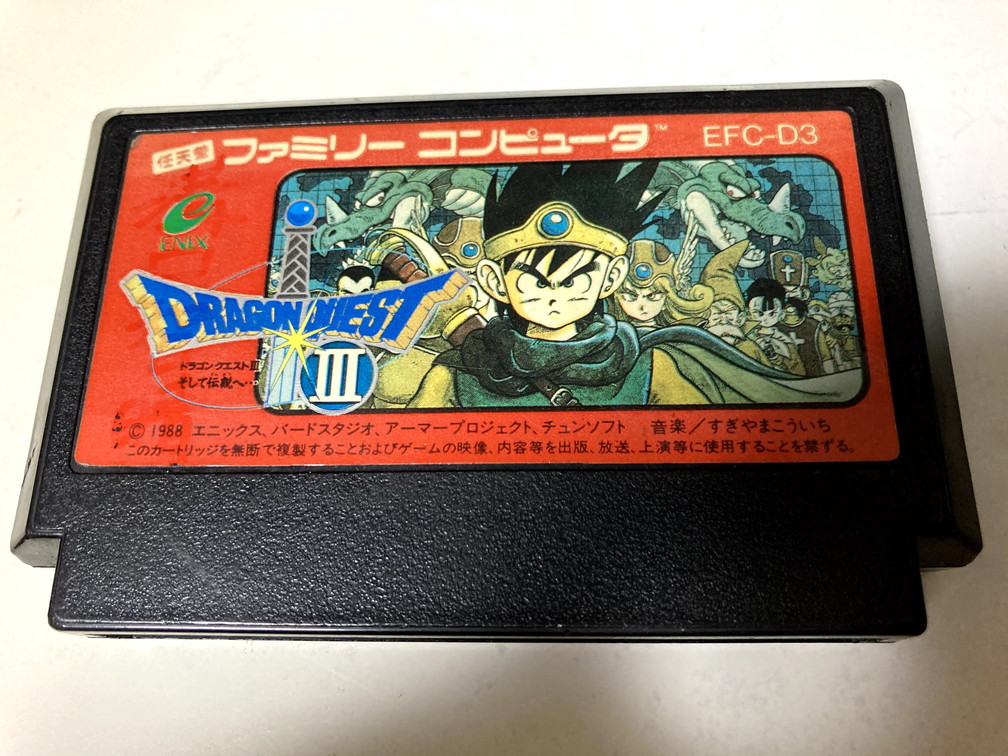 任天堂 ファミリー コンピュータ™ EFC-D3
ENIX
DRAGON QUEST
III
ドラゴンクエストIII
そして伝説へ…
© 1988 エニックス、バードスタジオ、アーマープロジェクト、チュンソフト 音楽／すぎやまこういち
このカートリッジを無断で複製することおよびゲームの映像、内容等を出版、放送、上演等に使用することを禁ずる。